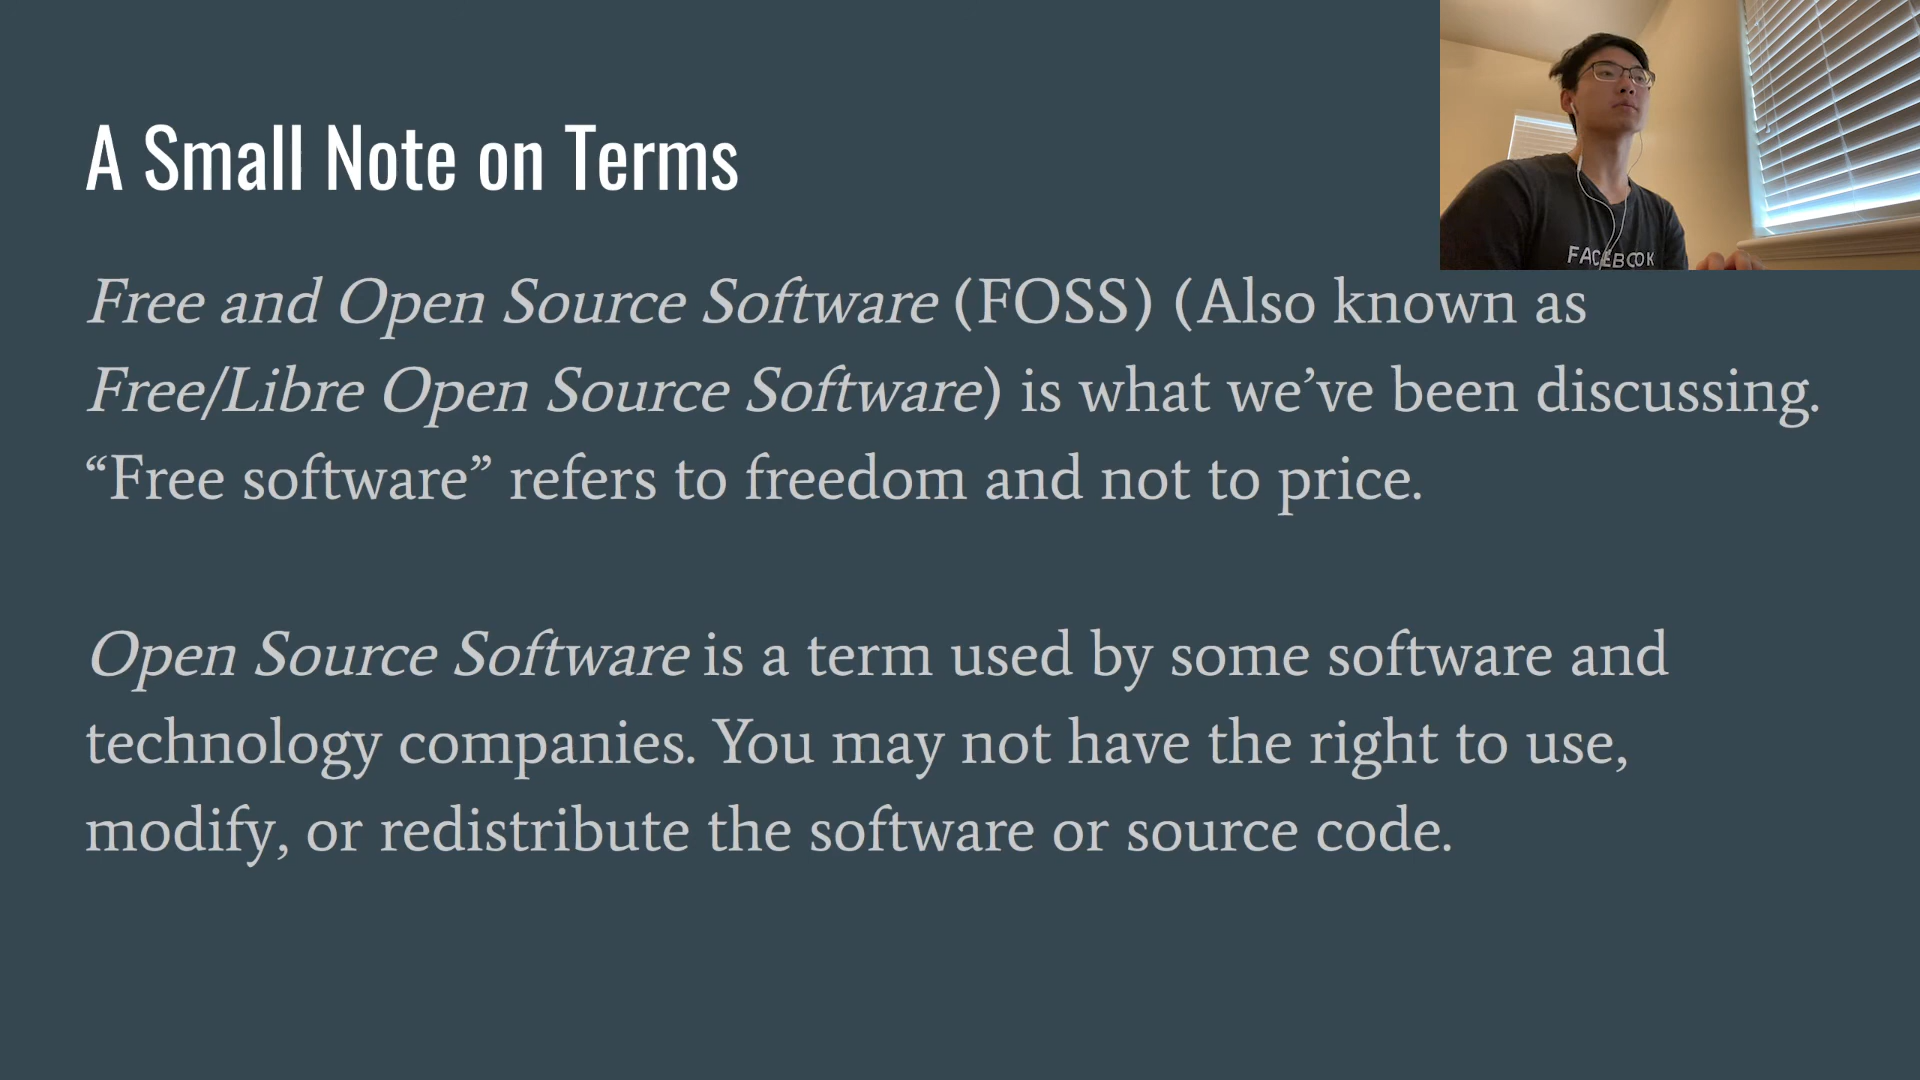 A Small Note on Terms
FACEBOOK
Free and Open Source Software (FOSS) (Also known as
Free/Libre Open Source Software) is what we’ve been discussing.
“Free software” refers to freedom and not to price.
Open Source Software is a term used by some software and
technology companies. You may not have the right to use,
modify, or redistribute the software or source code.